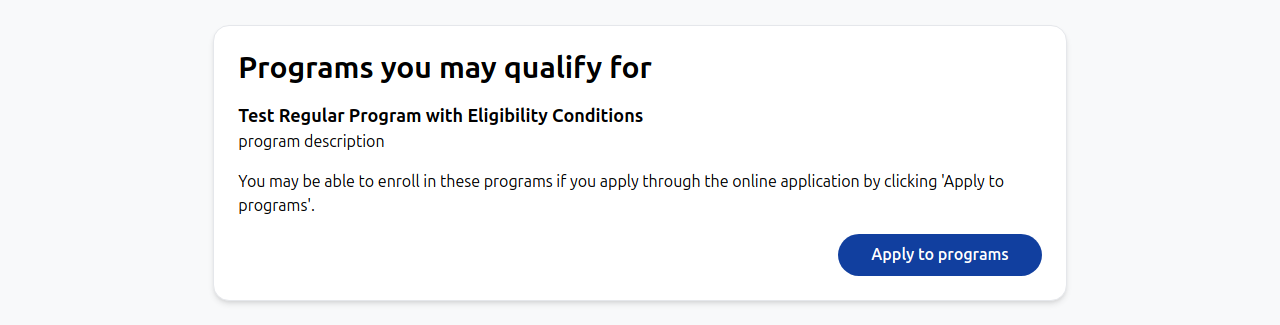 Programs you may qualify for
Test Regular Program with Eligibility Conditions
program description
You may be able to enroll in these programs if you apply through the online application by clicking 'Apply to
programs'.
Apply to programs